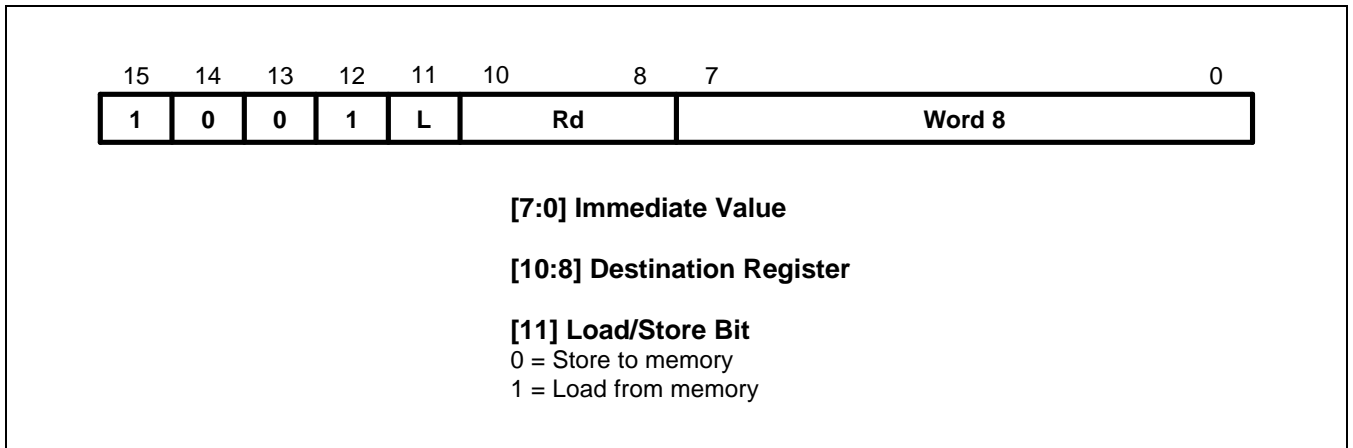 15 14 13 12 11 10 8 7 0
1 0 0 1 L Rd Word 8
[7:0] Immediate Value
[10:8] Destination Register
[11] Load/Store Bit
0 = Store to memory
1 = Load from memory